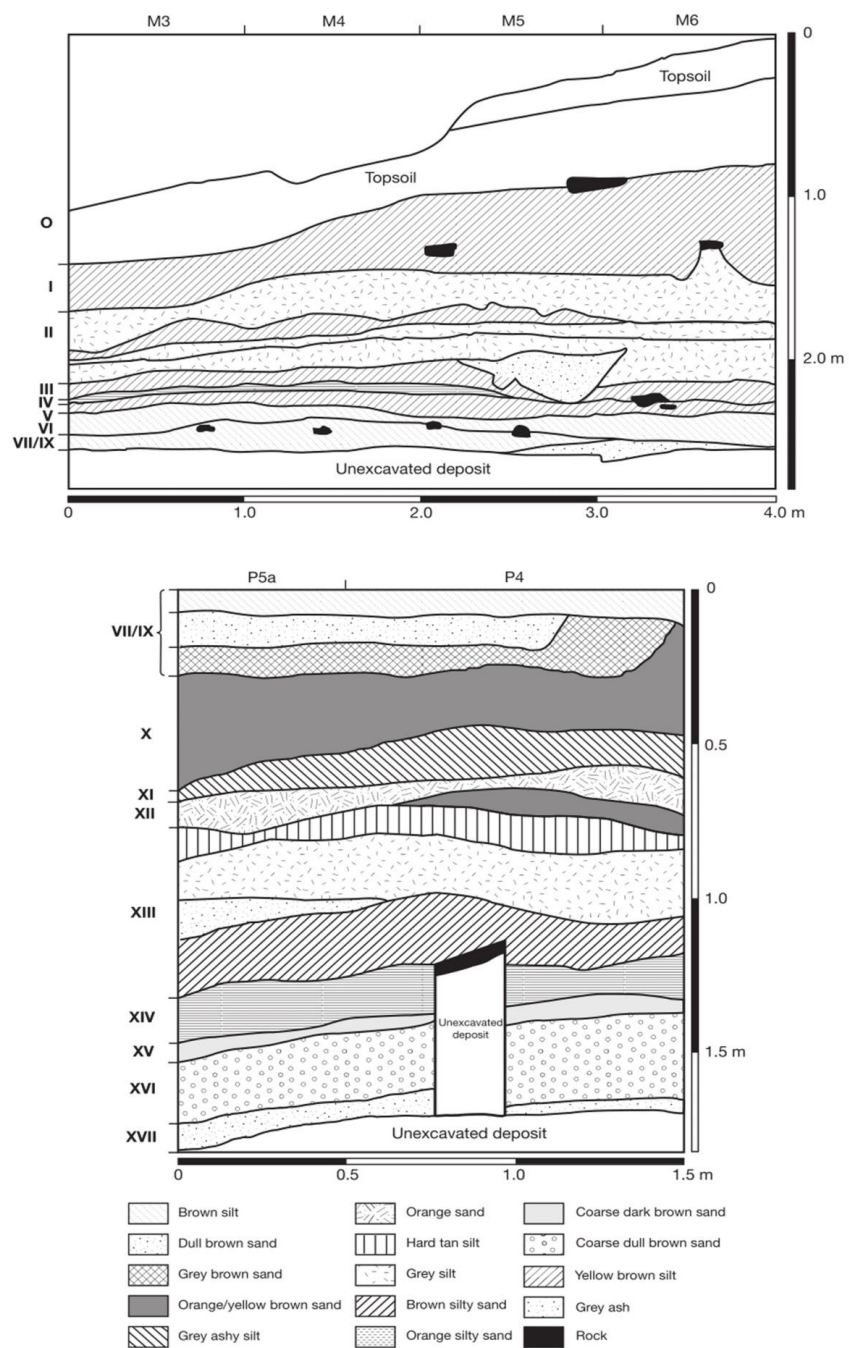 M3 M4 M5 M6
0
Topsoil
Topsoil
1.0
O
I
II
2.0 m
III
IV
V
VI
VII/IX
Unexcavated deposit
0 1.0 2.0 3.0 4.0 m
P5a P4
0
VII/IX
X
0.5
XI
XII
1.0
XIII
XIV
Unexcavated
deposit
XV
1.5 m
XVI
Unexcavated deposit
XVII
0 0.5 1.0 1.5 m
Brown silt Orange sand Coarse dark brown sand
Dull brown sand Hard tan silt Coarse dull brown sand
Grey brown sand Grey silt Yellow brown silt
Orange/yellow brown sand Brown silty sand Grey ash
Grey ashy silt Orange silty sand Rock